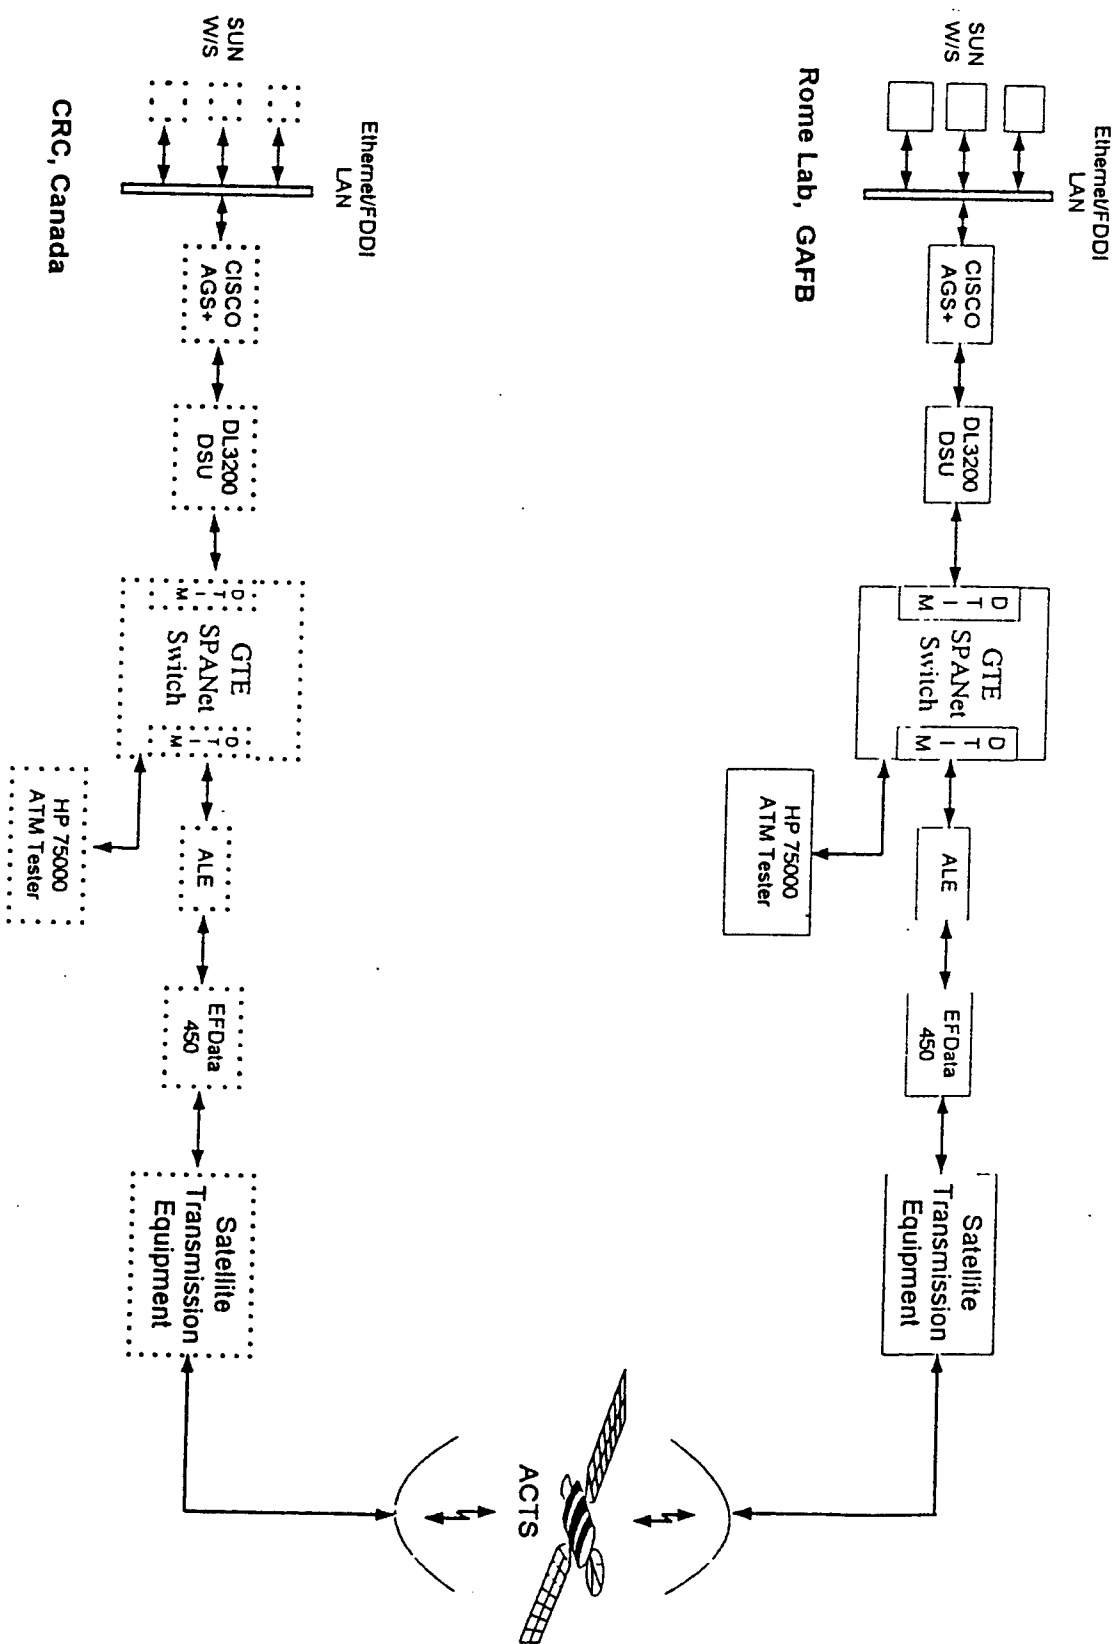 Ethernet/FDDI
LAN
SUN
W/S
CISCO
AGS+
DL3200
DSU
D
T
I
M
GTE
SPANet
Switch
D
T
I
M
ALE
EFData
450
Satellite
Transmission
Equipment
HP 75000
ATM Tester
Rome Lab, GAFB
ACTS
Ethernet/FDDI
LAN
SUN
W/S
CISCO
AGS+
DL3200
DSU
D
T
I
M
GTE
SPANet
Switch
D
T
I
M
ALE
EFData
450
Satellite
Transmission
Equipment
HP 75000
ATM Tester
CRC, Canada